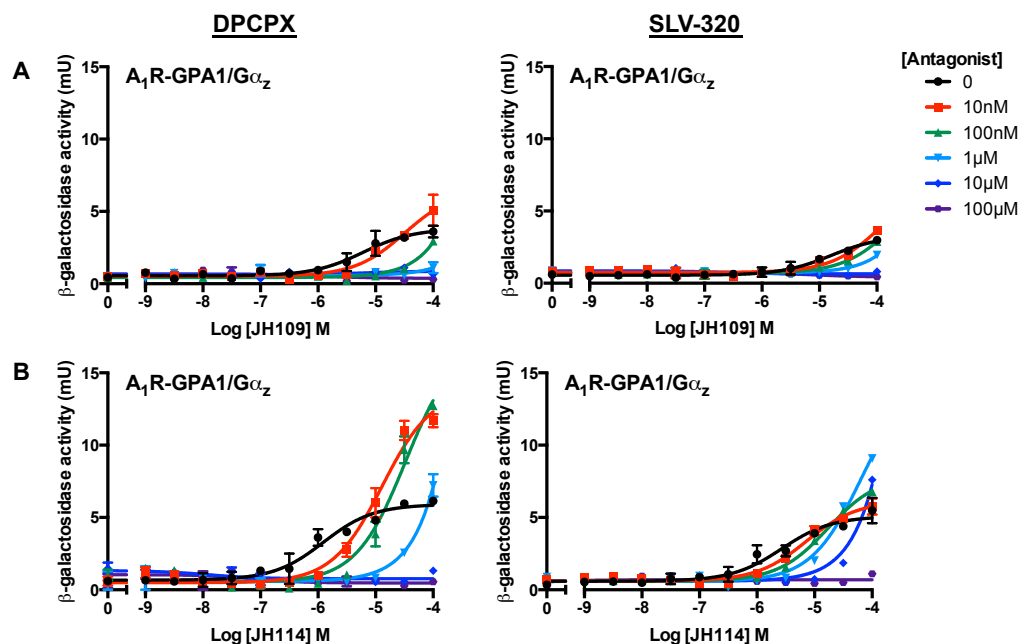 DPCPX
SLV-320
[Antagonist]
0
10nM
100nM
1µM
10µM
100µM
A
A₁R-GPA1/Gαz
β-galactosidase activity (mU)
15
10
5
0
0 -9 -8 -7 -6 -5 -4
Log [JH109] M
A₁R-GPA1/Gαz
β-galactosidase activity (mU)
15
10
5
0
0 -9 -8 -7 -6 -5 -4
Log [JH109] M
B
A₁R-GPA1/Gαz
β-galactosidase activity (mU)
15
10
5
0
0 -9 -8 -7 -6 -5 -4
Log [JH114] M
A₁R-GPA1/Gαz
β-galactosidase activity (mU)
15
10
5
0
0 -9 -8 -7 -6 -5 -4
Log [JH114] M